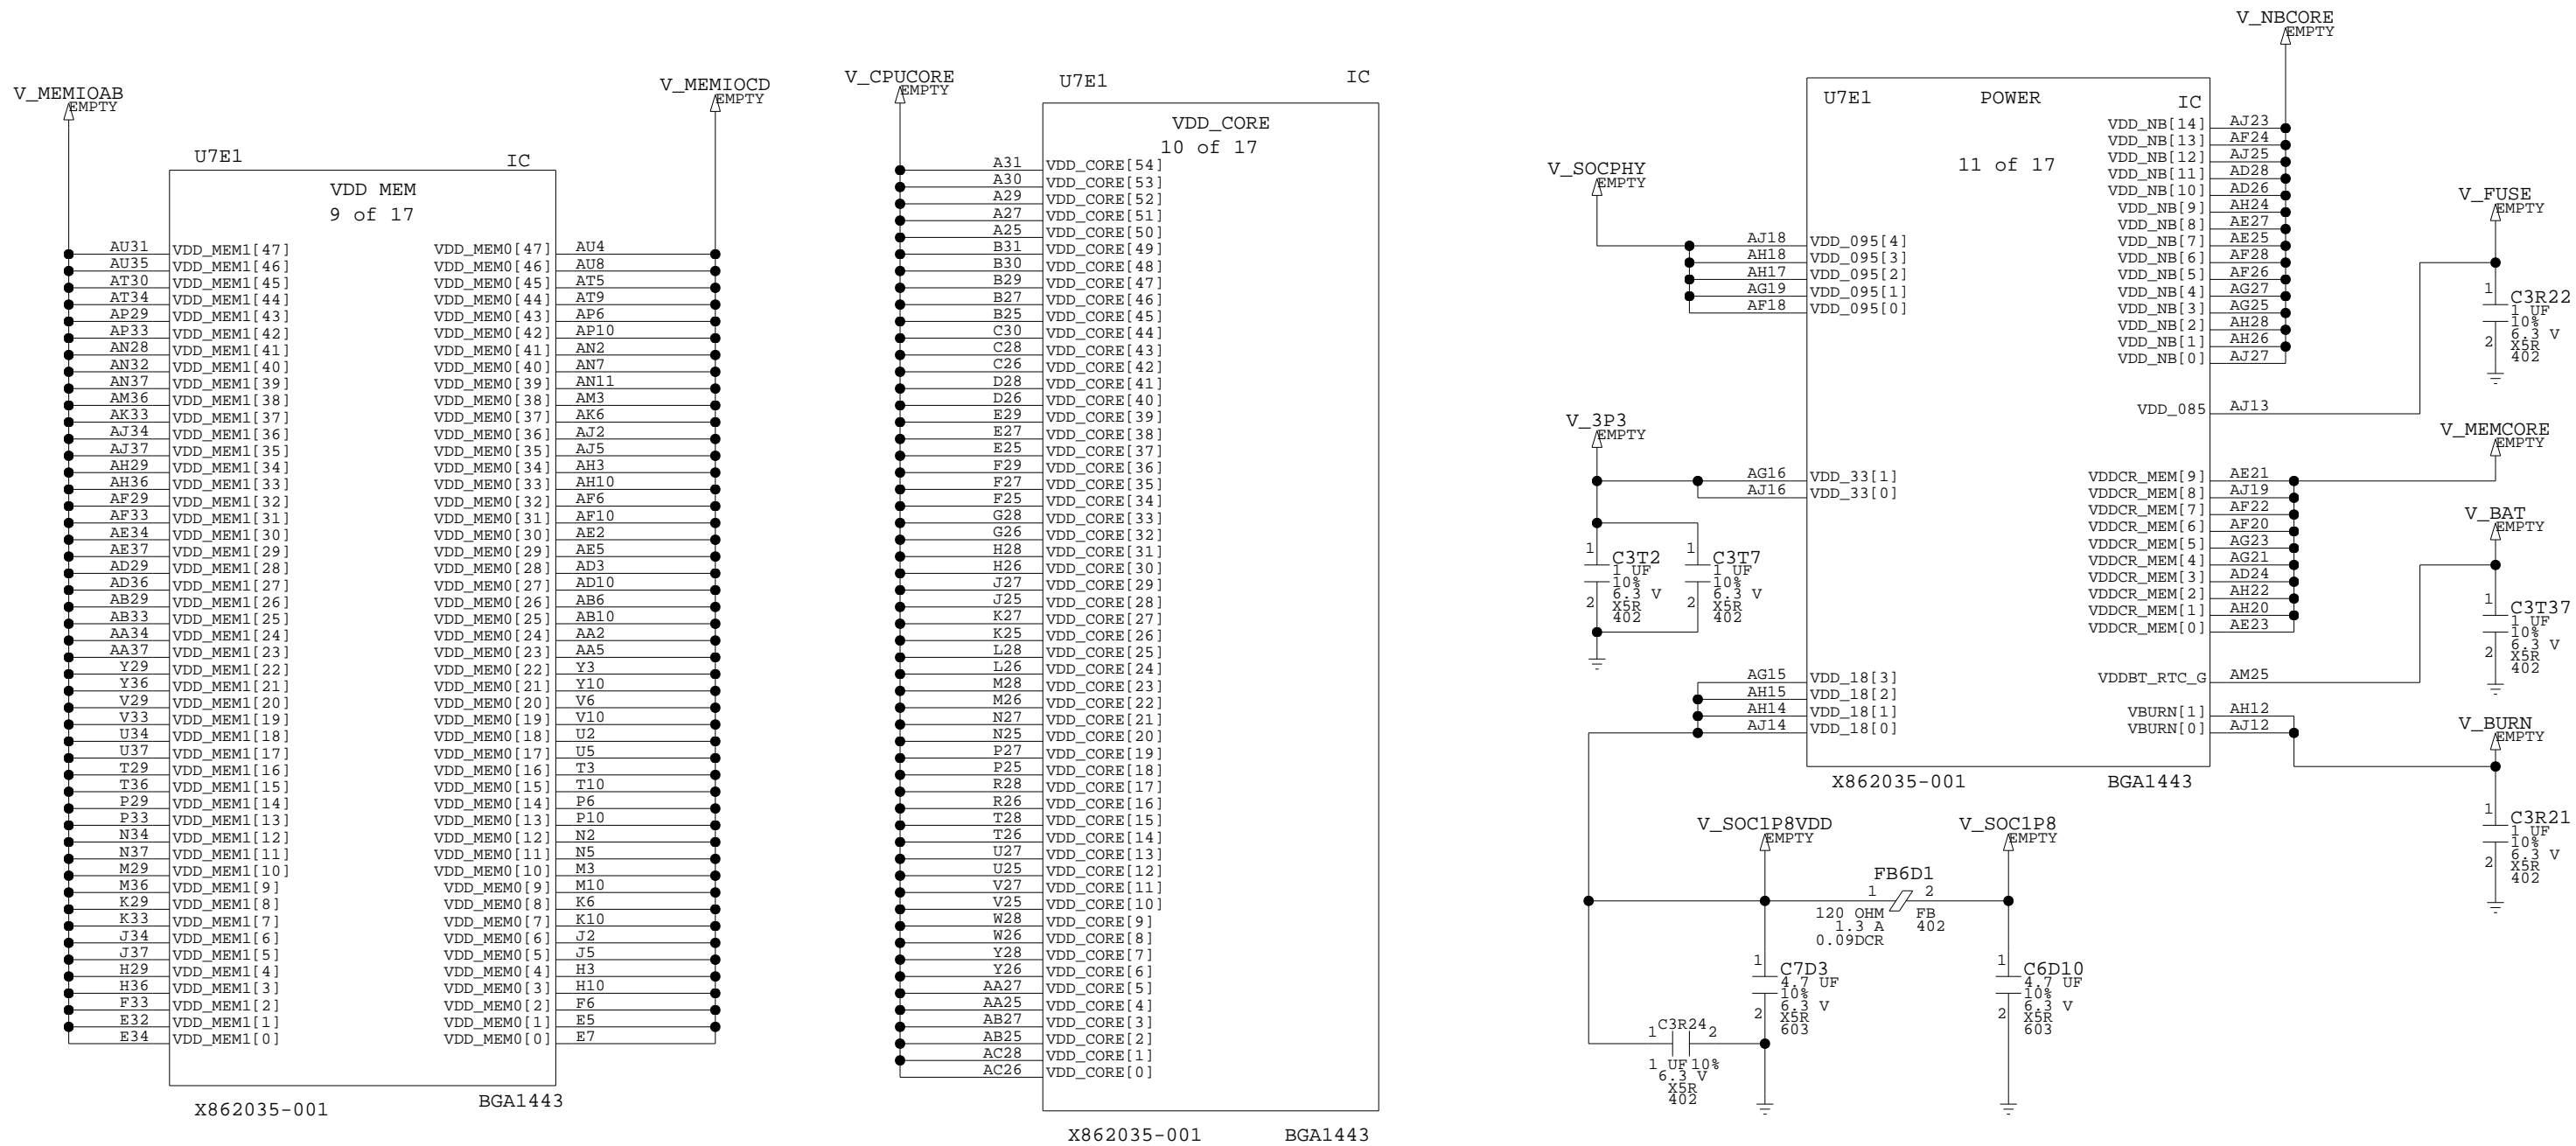 V_MEMIOAB
EMPTY
V_MEMIOCD
EMPTY
U7E1 IC
VDD MEM
9 of 17
AU31 VDD_MEM1[47] VDD_MEM0[47] AU4
AU35 VDD_MEM1[46] VDD_MEM0[46] AU8
AT30 VDD_MEM1[45] VDD_MEM0[45] AT5
AT34 VDD_MEM1[44] VDD_MEM0[44] AT9
AP29 VDD_MEM1[43] VDD_MEM0[43] AP6
AP33 VDD_MEM1[42] VDD_MEM0[42] AP10
AN28 VDD_MEM1[41] VDD_MEM0[41] AN2
AN32 VDD_MEM1[40] VDD_MEM0[40] AN7
AN37 VDD_MEM1[39] VDD_MEM0[39] AN11
AM36 VDD_MEM1[38] VDD_MEM0[38] AM3
AK33 VDD_MEM1[37] VDD_MEM0[37] AK6
AJ34 VDD_MEM1[36] VDD_MEM0[36] AJ2
AJ37 VDD_MEM1[35] VDD_MEM0[35] AJ5
AH29 VDD_MEM1[34] VDD_MEM0[34] AH3
AH36 VDD_MEM1[33] VDD_MEM0[33] AH10
AF29 VDD_MEM1[32] VDD_MEM0[32] AF6
AF33 VDD_MEM1[31] VDD_MEM0[31] AF10
AE34 VDD_MEM1[30] VDD_MEM0[30] AE2
AE37 VDD_MEM1[29] VDD_MEM0[29] AE5
AD29 VDD_MEM1[28] VDD_MEM0[28] AD3
AD36 VDD_MEM1[27] VDD_MEM0[27] AD10
AB29 VDD_MEM1[26] VDD_MEM0[26] AB6
AB33 VDD_MEM1[25] VDD_MEM0[25] AB10
AA34 VDD_MEM1[24] VDD_MEM0[24] AA2
AA37 VDD_MEM1[23] VDD_MEM0[23] AA5
Y29 VDD_MEM1[22] VDD_MEM0[22] Y3
Y36 VDD_MEM1[21] VDD_MEM0[21] Y10
V29 VDD_MEM1[20] VDD_MEM0[20] V6
V33 VDD_MEM1[19] VDD_MEM0[19] V10
U34 VDD_MEM1[18] VDD_MEM0[18] U2
U37 VDD_MEM1[17] VDD_MEM0[17] U5
T29 VDD_MEM1[16] VDD_MEM0[16] T3
T36 VDD_MEM1[15] VDD_MEM0[15] T10
P29 VDD_MEM1[14] VDD_MEM0[14] P6
P33 VDD_MEM1[13] VDD_MEM0[13] P10
N34 VDD_MEM1[12] VDD_MEM0[12] N2
N37 VDD_MEM1[11] VDD_MEM0[11] N5
M29 VDD_MEM1[10] VDD_MEM0[10] M3
M36 VDD_MEM1[9] VDD_MEM0[9] M10
K29 VDD_MEM1[8] VDD_MEM0[8] K6
K33 VDD_MEM1[7] VDD_MEM0[7] K10
J34 VDD_MEM1[6] VDD_MEM0[6] J2
J37 VDD_MEM1[5] VDD_MEM0[5] J5
H29 VDD_MEM1[4] VDD_MEM0[4] H3
H36 VDD_MEM1[3] VDD_MEM0[3] H10
F33 VDD_MEM1[2] VDD_MEM0[2] F6
E32 VDD_MEM1[1] VDD_MEM0[1] E5
E34 VDD_MEM1[0] VDD_MEM0[0] E7
X862035-001 BGA1443
V_CPUCORE
EMPTY
U7E1 IC
VDD_CORE
10 of 17
A31 VDD_CORE[54]
A30 VDD_CORE[53]
A29 VDD_CORE[52]
A27 VDD_CORE[51]
A25 VDD_CORE[50]
B31 VDD_CORE[49]
B30 VDD_CORE[48]
B29 VDD_CORE[47]
B27 VDD_CORE[46]
B25 VDD_CORE[45]
C30 VDD_CORE[44]
C28 VDD_CORE[43]
C26 VDD_CORE[42]
D28 VDD_CORE[41]
D26 VDD_CORE[40]
E29 VDD_CORE[39]
E27 VDD_CORE[38]
E25 VDD_CORE[37]
F29 VDD_CORE[36]
F27 VDD_CORE[35]
F25 VDD_CORE[34]
G28 VDD_CORE[33]
G26 VDD_CORE[32]
H28 VDD_CORE[31]
H26 VDD_CORE[30]
J27 VDD_CORE[29]
J25 VDD_CORE[28]
K27 VDD_CORE[27]
K25 VDD_CORE[26]
L28 VDD_CORE[25]
L26 VDD_CORE[24]
M28 VDD_CORE[23]
M26 VDD_CORE[22]
N27 VDD_CORE[21]
N25 VDD_CORE[20]
P27 VDD_CORE[19]
P25 VDD_CORE[18]
R28 VDD_CORE[17]
R26 VDD_CORE[16]
T28 VDD_CORE[15]
T26 VDD_CORE[14]
U27 VDD_CORE[13]
U25 VDD_CORE[12]
V27 VDD_CORE[11]
V25 VDD_CORE[10]
W28 VDD_CORE[9]
W26 VDD_CORE[8]
Y28 VDD_CORE[7]
Y26 VDD_CORE[6]
AA27 VDD_CORE[5]
AA25 VDD_CORE[4]
AB27 VDD_CORE[3]
AB25 VDD_CORE[2]
AC28 VDD_CORE[1]
AC26 VDD_CORE[0]
X862035-001 BGA1443
V_NBCORE
EMPTY
U7E1 POWER IC
11 of 17
VDD_NB[14] AJ23
VDD_NB[13] AF24
VDD_NB[12] AJ25
VDD_NB[11] AD28
VDD_NB[10] AD26
VDD_NB[9] AH24
VDD_NB[8] AE27
VDD_NB[7] AE25
VDD_NB[6] AF28
VDD_NB[5] AF26
VDD_NB[4] AG27
VDD_NB[3] AG25
VDD_NB[2] AH28
VDD_NB[1] AH26
VDD_NB[0] AJ27
V_SOCPHY
EMPTY
AJ18 VDD_095[4]
AH18 VDD_095[3]
AH17 VDD_095[2]
AG19 VDD_095[1]
AF18 VDD_095[0]
V_FUSE
EMPTY
1 C3R22
1 UF
10%
6.3 V
2 X5R
402
VDD_085 AJ13
V_3P3
EMPTY
AG16 VDD_33[1]
AJ16 VDD_33[0]
1 C3T2
1 UF
10%
6.3 V
2 X5R
402
1 C3T7
1 UF
10%
6.3 V
2 X5R
402
V_MEMCORE
EMPTY
VDDCR_MEM[9] AE21
VDDCR_MEM[8] AJ19
VDDCR_MEM[7] AF22
VDDCR_MEM[6] AF20
VDDCR_MEM[5] AG23
VDDCR_MEM[4] AG21
VDDCR_MEM[3] AD24
VDDCR_MEM[2] AH22
VDDCR_MEM[1] AH20
VDDCR_MEM[0] AE23
V_BAT
EMPTY
1 C3T37
1 UF
10%
6.3 V
2 X5R
402
AG15 VDD_18[3]
AH15 VDD_18[2]
AH14 VDD_18[1]
AJ14 VDD_18[0]
VDDBT_RTC_G AM25
VBURN[1] AH12
VBURN[0] AJ12
X862035-001 BGA1443
V_BURN
EMPTY
1 C3R21
1 UF
10%
6.3 V
2 X5R
402
V_SOC1P8VDD
EMPTY
V_SOC1P8
EMPTY
FB6D1
1 2
120 OHM FB
1.3 A 402
0.09DCR
1 C7D3
4.7 UF
10%
6.3 V
2 X5R
603
1 C6D10
4.7 UF
10%
6.3 V
2 X5R
603
1 C3R24 2
1 UF 10%
6.3 V
X5R
402